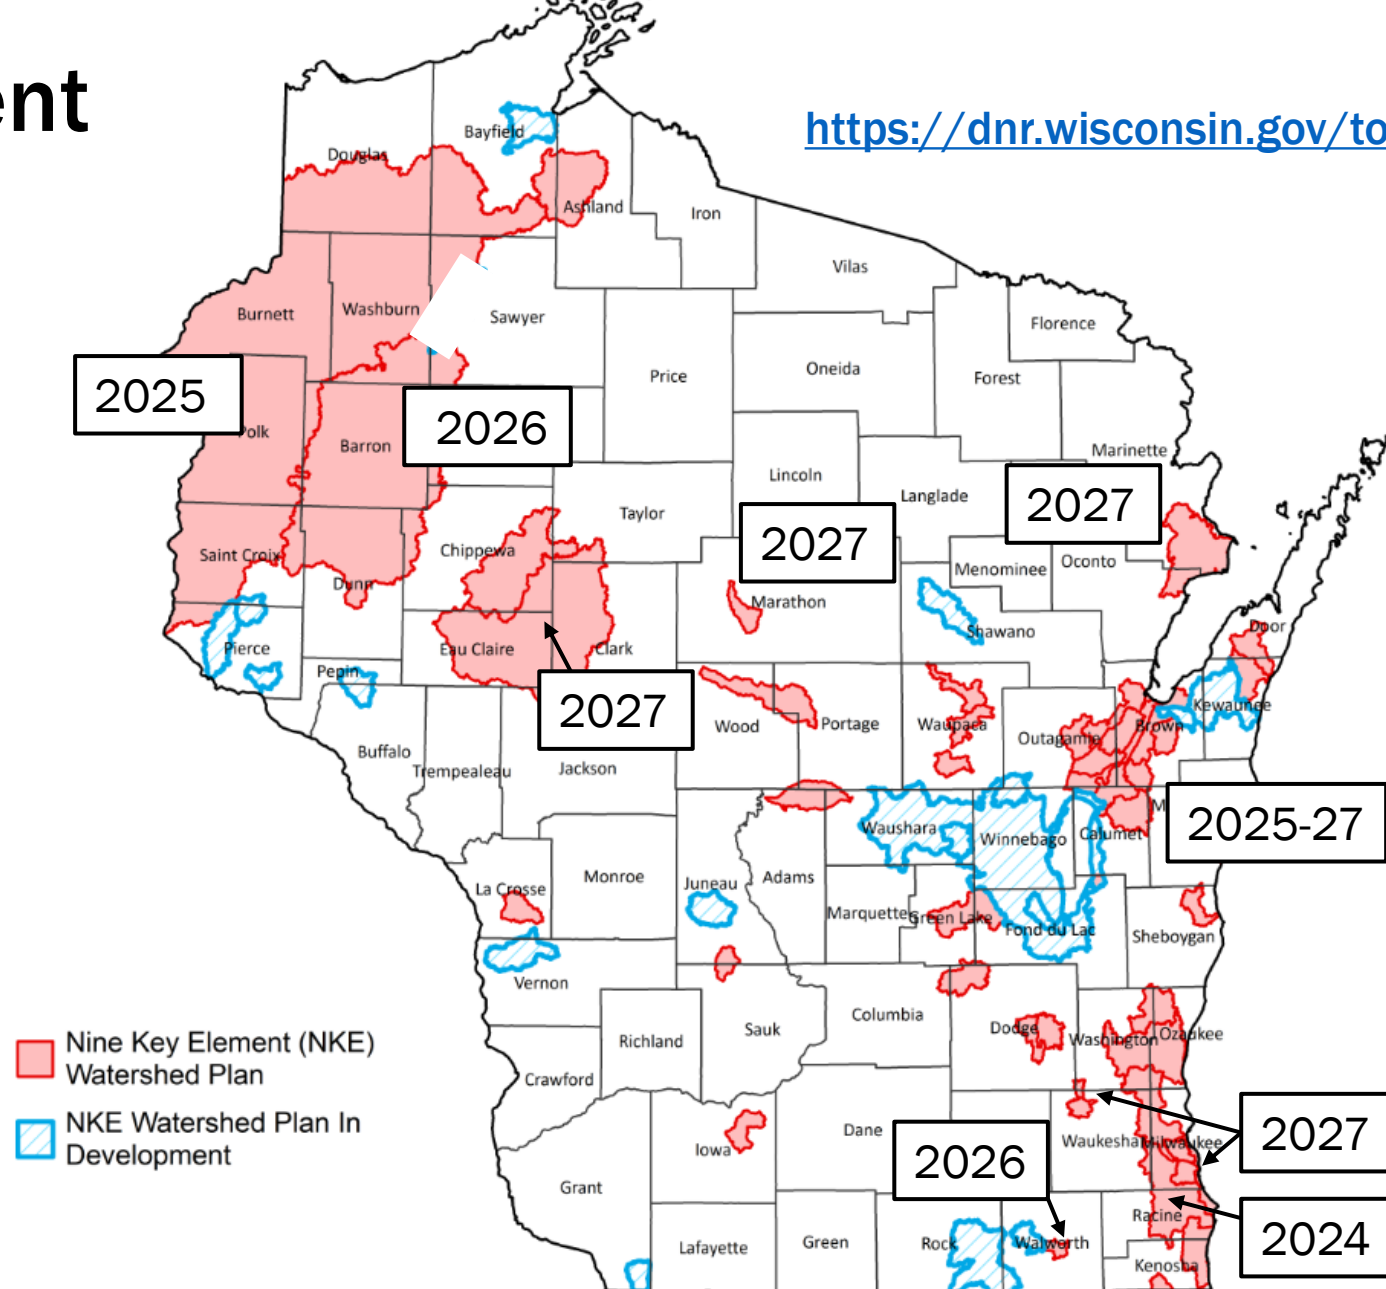 ent
https://dnr.wisconsin.gov/to
Bayfield
Douglas
Ashland
Iron
Vilas
Burnett
Washburn
Sawyer
Florence
Price
Oneida
Forest
2025
2026
Polk
Barron
Marinette
Lincoln
Langlade
2027
Taylor
2027
Saint Croix
Chippewa
Menominee
Oconto
Dunn
Marathon
Shawano
Door
Pierce
Eau Claire
Clark
Pepin
2027
Wood
Portage
Waupaca
Outagamie
Brown
Kewaunee
Buffalo
Trempealeau
Jackson
M
2025-27
Waushara
Winnebago
Calumet
La Crosse
Monroe
Juneau
Adams
Marquette
Green Lake
Fond du Lac
Sheboygan
Vernon
Columbia
Dodge
Washington
Ozaukee
Richland
Sauk
Nine Key Element (NKE)
Watershed Plan
NKE Watershed Plan In
Development
Crawford
Iowa
Dane
Waukesha
Milwaukee
2027
2026
Grant
Racine
2024
Lafayette
Green
Rock
Walworth
Kenosha